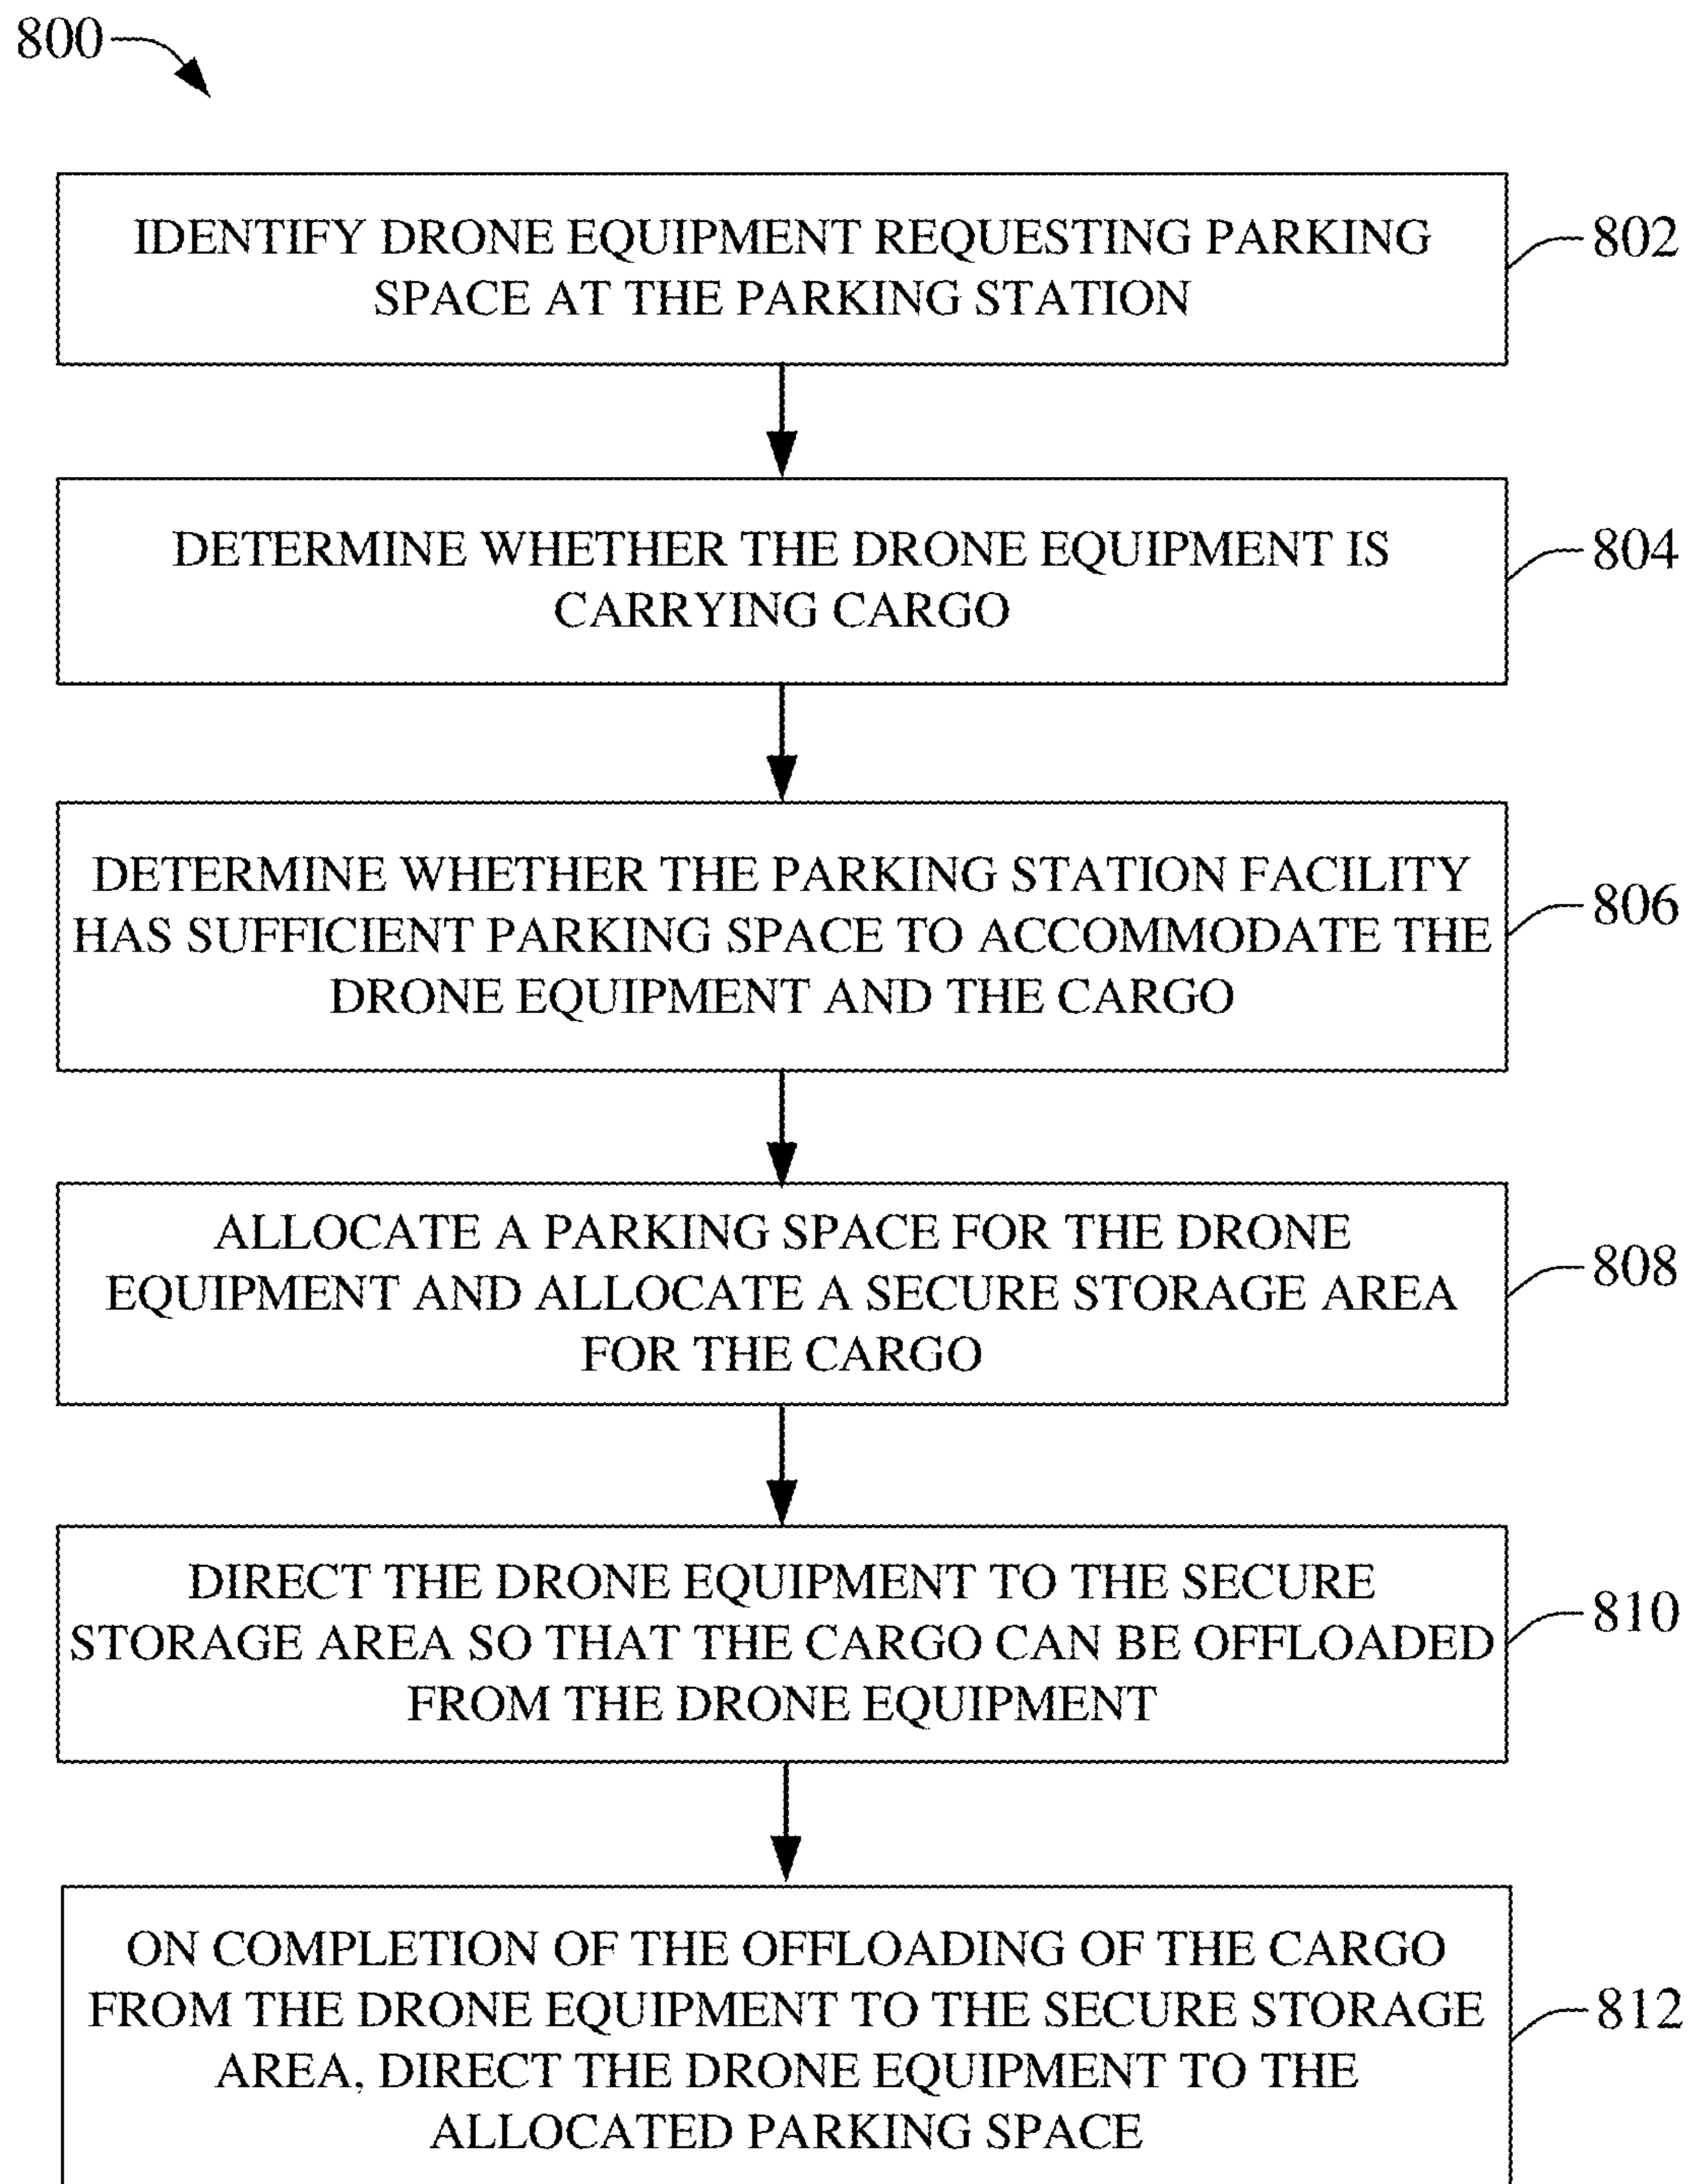 800
IDENTIFY DRONE EQUIPMENT REQUESTING PARKING
SPACE AT THE PARKING STATION
802
DETERMINE WHETHER THE DRONE EQUIPMENT IS
CARRYING CARGO
804
DETERMINE WHETHER THE PARKING STATION FACILITY
HAS SUFFICIENT PARKING SPACE TO ACCOMMODATE THE
DRONE EQUIPMENT AND THE CARGO
806
ALLOCATE A PARKING SPACE FOR THE DRONE
EQUIPMENT AND ALLOCATE A SECURE STORAGE AREA
FOR THE CARGO
808
DIRECT THE DRONE EQUIPMENT TO THE SECURE
STORAGE AREA SO THAT THE CARGO CAN BE OFFLOADED
FROM THE DRONE EQUIPMENT
810
ON COMPLETION OF THE OFFLOADING OF THE CARGO
FROM THE DRONE EQUIPMENT TO THE SECURE STORAGE
AREA, DIRECT THE DRONE EQUIPMENT TO THE
ALLOCATED PARKING SPACE
812